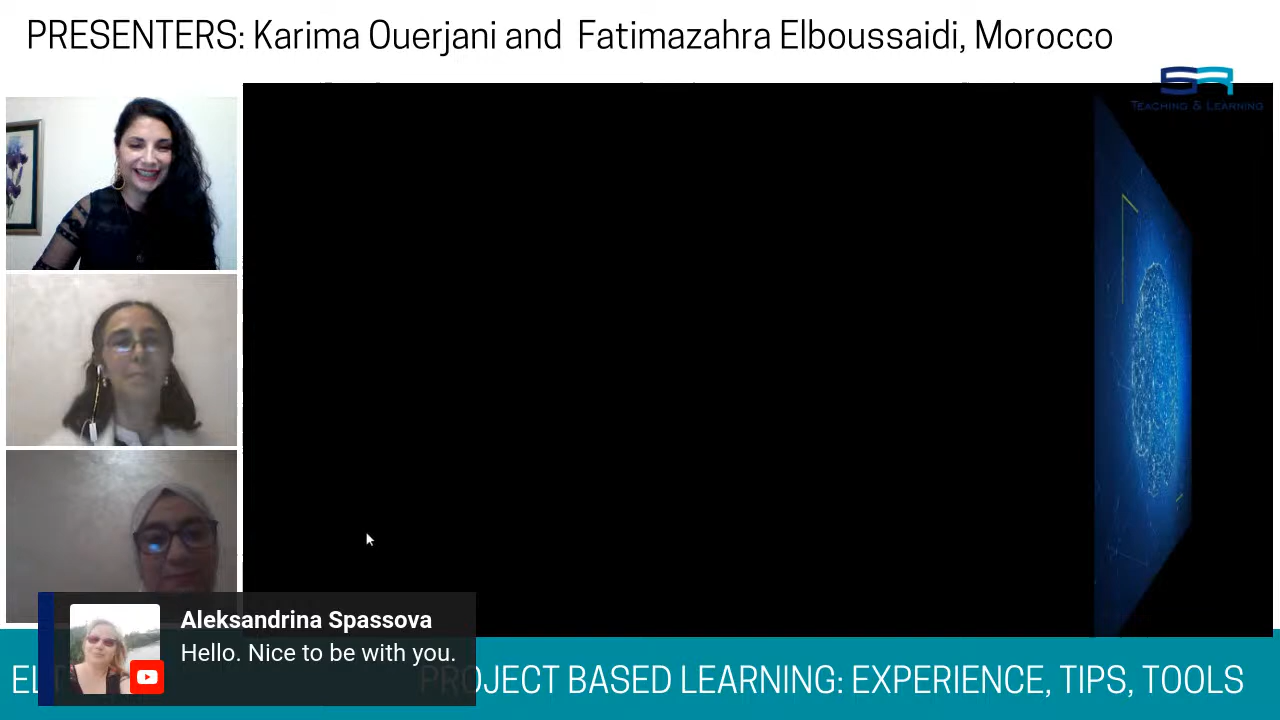 PRESENTERS: Karima Ouerjani and Fatimazahra Elboussaidi, Morocco
SR
TEACHING & LEARNING
Aleksandrina Spassova
Hello. Nice to be with you.
PROJECT BASED LEARNING: EXPERIENCE, TIPS, TOOLS